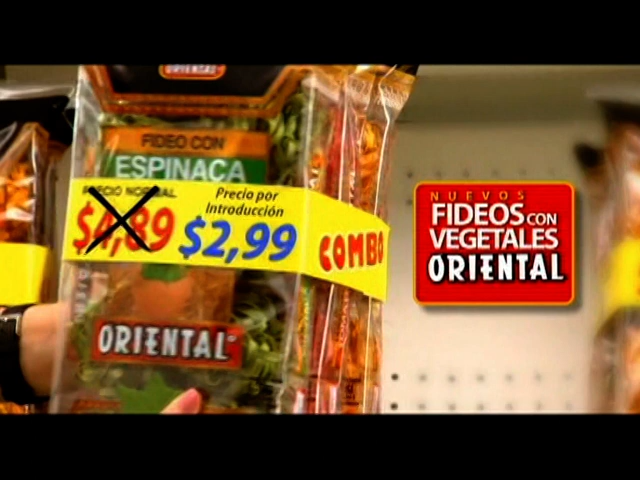 ORIENTAL
FIDEO CON
ESPINACA
PRECIO NORMAL
$4,89
Precio por
Introducción
$2,99
COMBO
ORIENTAL
NUEVOS
FIDEOS CON
VEGETALES
ORIENTAL